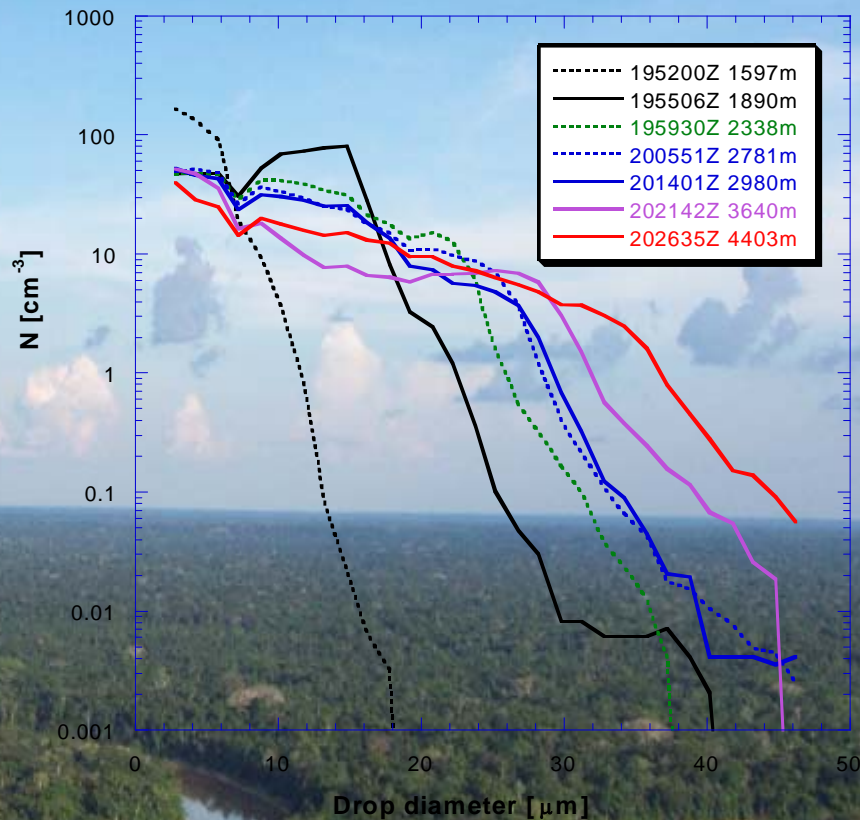 1000
100
10
1
0.1
0.01
0.001
N [cm-3]
195200Z 1597m
195506Z 1890m
195930Z 2338m
200551Z 2781m
201401Z 2980m
202142Z 3640m
202635Z 4403m
0 10 20 30 40 50
Drop diameter [μm]